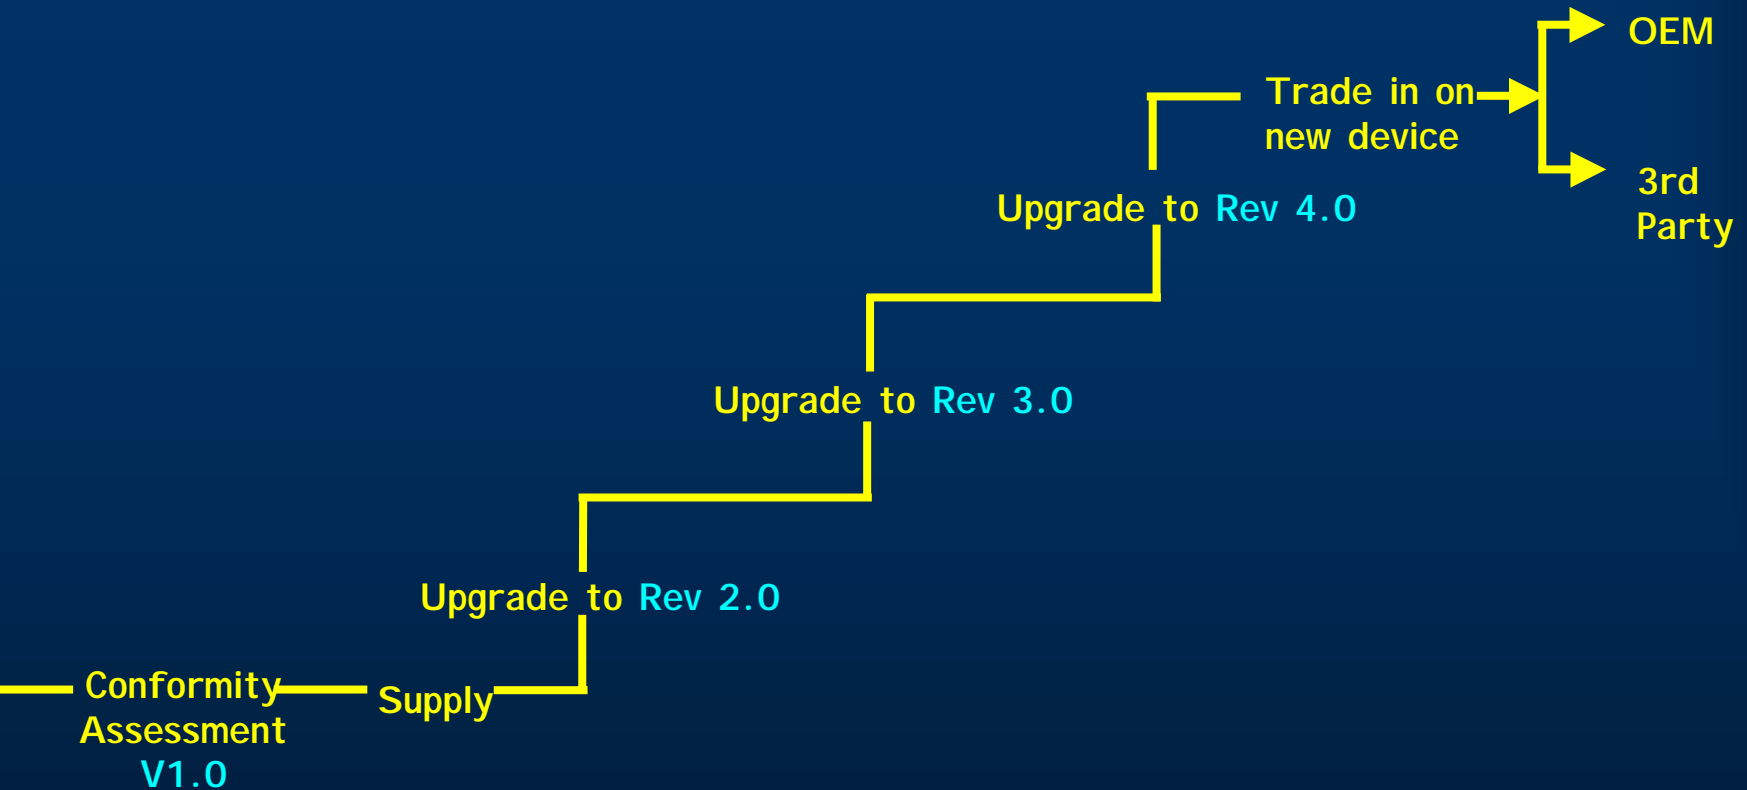 OEM
Trade in on
new device
3rd
Party
Upgrade to Rev 4.0
Upgrade to Rev 3.0
Upgrade to Rev 2.0
Conformity
Assessment
V1.0
Supply